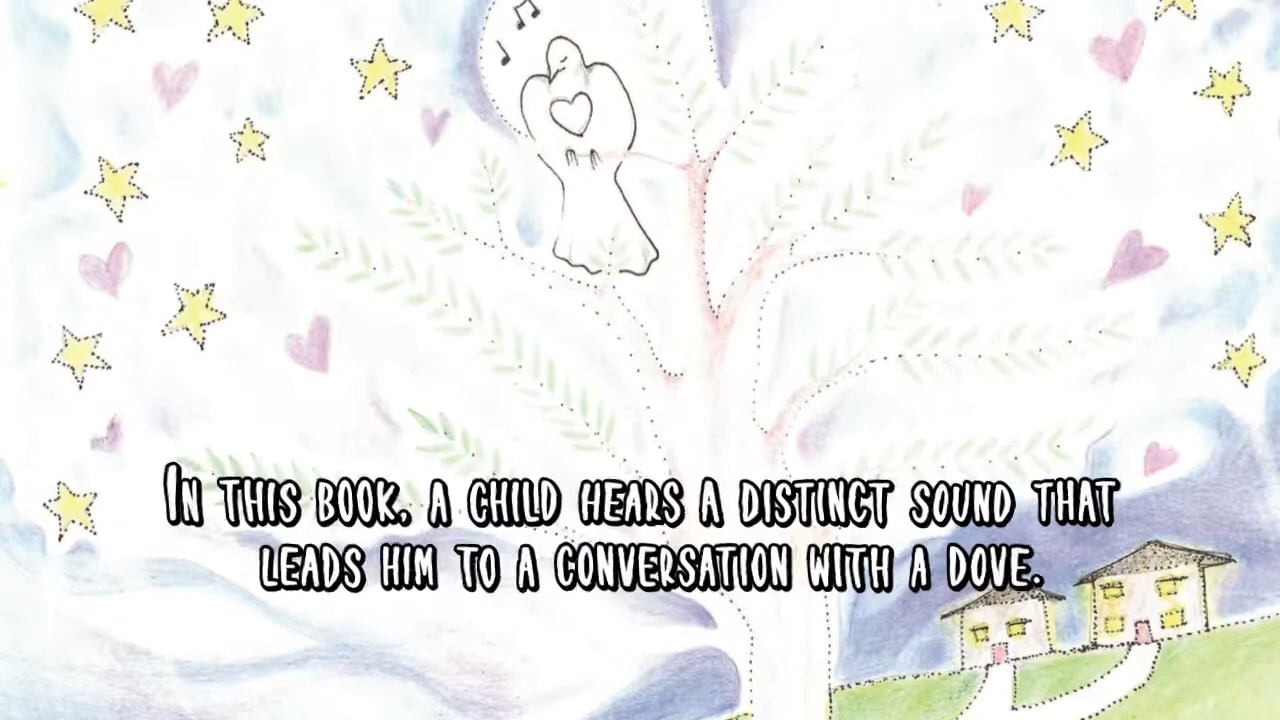 In this book, a child hears a distinct sound that
leads him to a conversation with a dove.